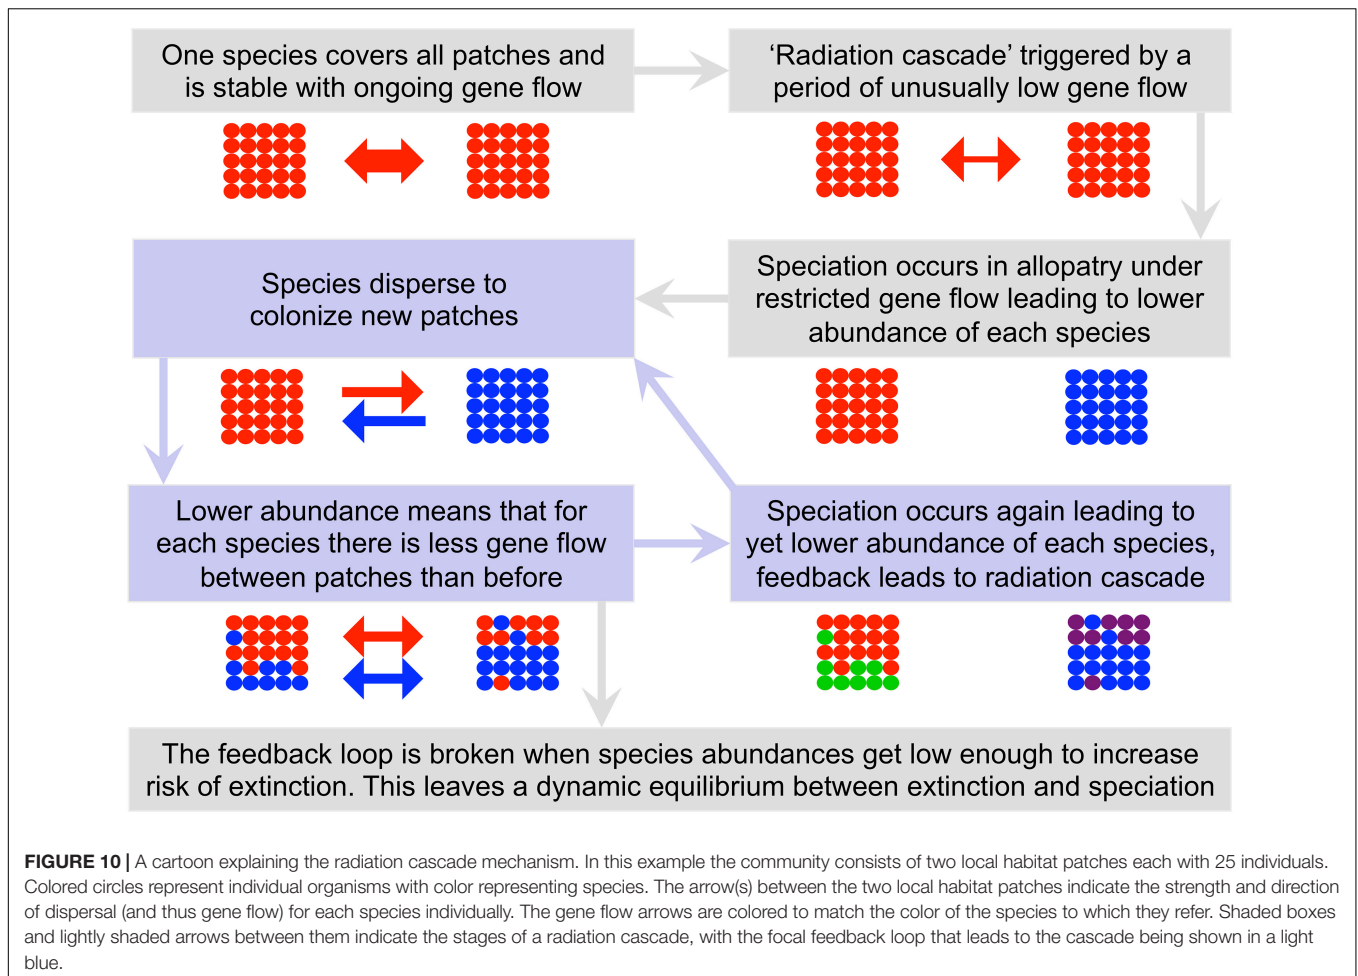 One species covers all patches and
is stable with ongoing gene flow
‘Radiation cascade’ triggered by a
period of unusually low gene flow
Species disperse to
colonize new patches
Speciation occurs in allopatry under
restricted gene flow leading to lower
abundance of each species
Lower abundance means that for
each species there is less gene flow
between patches than before
Speciation occurs again leading to
yet lower abundance of each species,
feedback leads to radiation cascade
The feedback loop is broken when species abundances get low enough to increase
risk of extinction. This leaves a dynamic equilibrium between extinction and speciation
FIGURE 10 | A cartoon explaining the radiation cascade mechanism. In this example the community consists of two local habitat patches each with 25 individuals.
Colored circles represent individual organisms with color representing species. The arrow(s) between the two local habitat patches indicate the strength and direction
of dispersal (and thus gene flow) for each species individually. The gene flow arrows are colored to match the color of the species to which they refer. Shaded boxes
and lightly shaded arrows between them indicate the stages of a radiation cascade, with the focal feedback loop that leads to the cascade being shown in a light
blue.